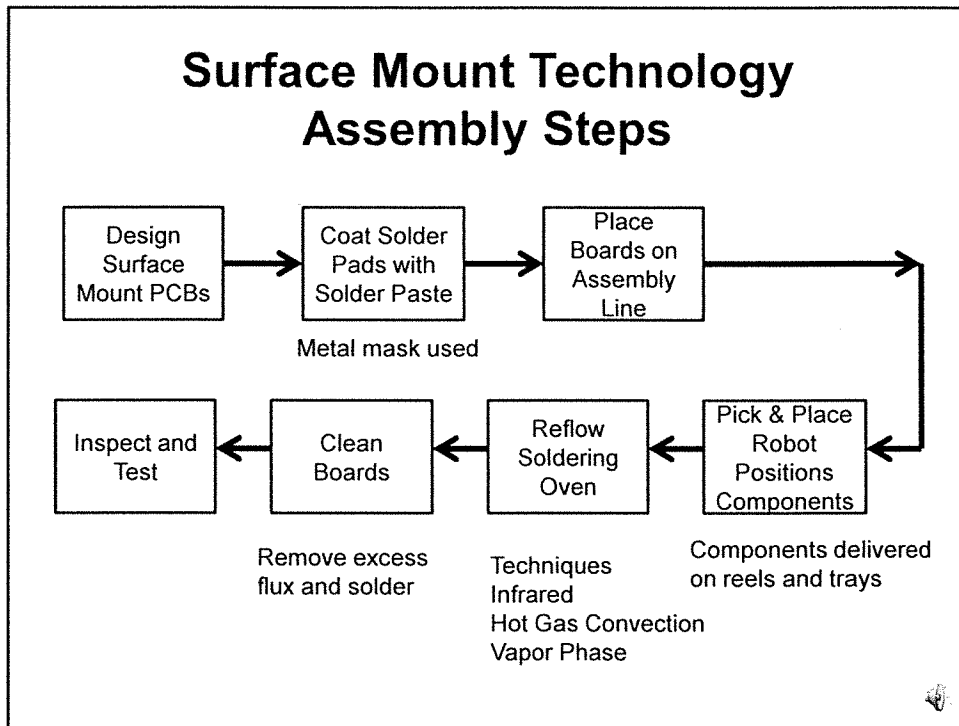 Surface Mount Technology
Assembly Steps
Design
Surface
Mount PCBs
Coat Solder
Pads with
Solder Paste
Metal mask used
Place
Boards on
Assembly
Line
Pick & Place
Robot
Positions
Components
Components delivered
on reels and trays
Reflow
Soldering
Oven
Techniques
Infrared
Hot Gas Convection
Vapor Phase
Clean
Boards
Remove excess
flux and solder
Inspect and
Test